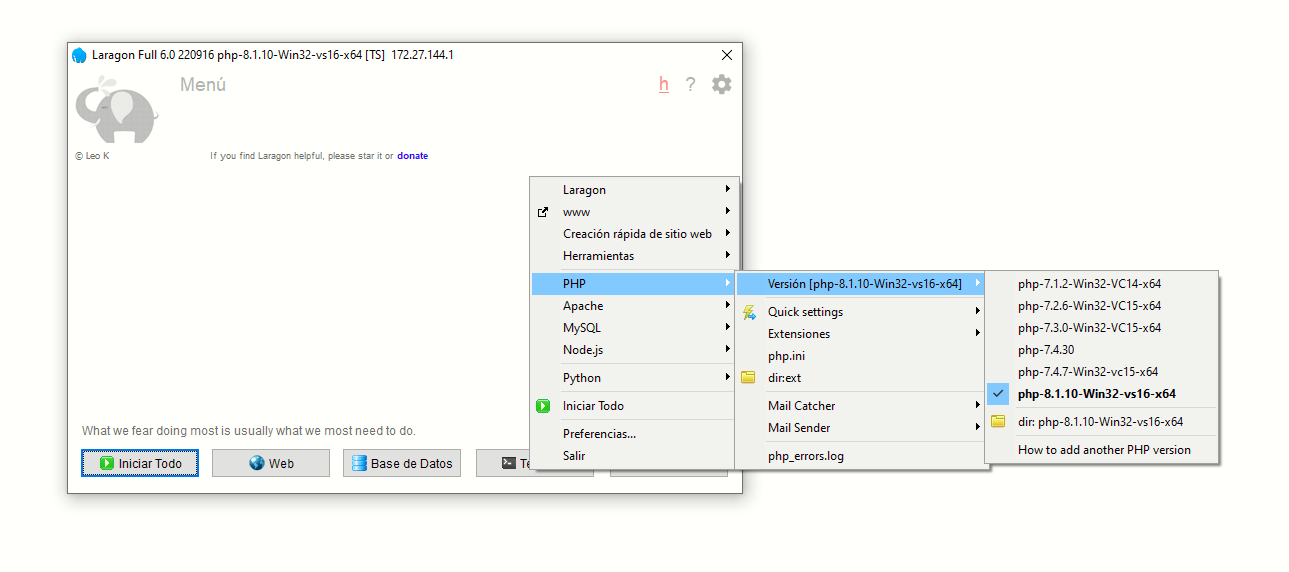 Laragon Full 6.0 220916 php-8.1.10-Win32-vs16-x64 [TS] 172.27.144.1
Menú
h ?
© Leo K
If you find Laragon helpful, please star it or donate
Laragon
www
Creación rápida de sitio web
Herramientas
PHP
Apache
MySQL
Node.js
Python
Iniciar Todo
Preferencias...
Salir
Versión [php-8.1.10-Win32-vs16-x64]
Quick settings
Extensiones
php.ini
dir:ext
Mail Catcher
Mail Sender
php_errors.log
php-7.1.2-Win32-VC14-x64
php-7.2.6-Win32-VC15-x64
php-7.3.0-Win32-VC15-x64
php-7.4.30
php-7.4.7-Win32-vc15-x64
php-8.1.10-Win32-vs16-x64
dir: php-8.1.10-Win32-vs16-x64
How to add another PHP version
What we fear doing most is usually what we most need to do.
Iniciar Todo
Web
Base de Datos